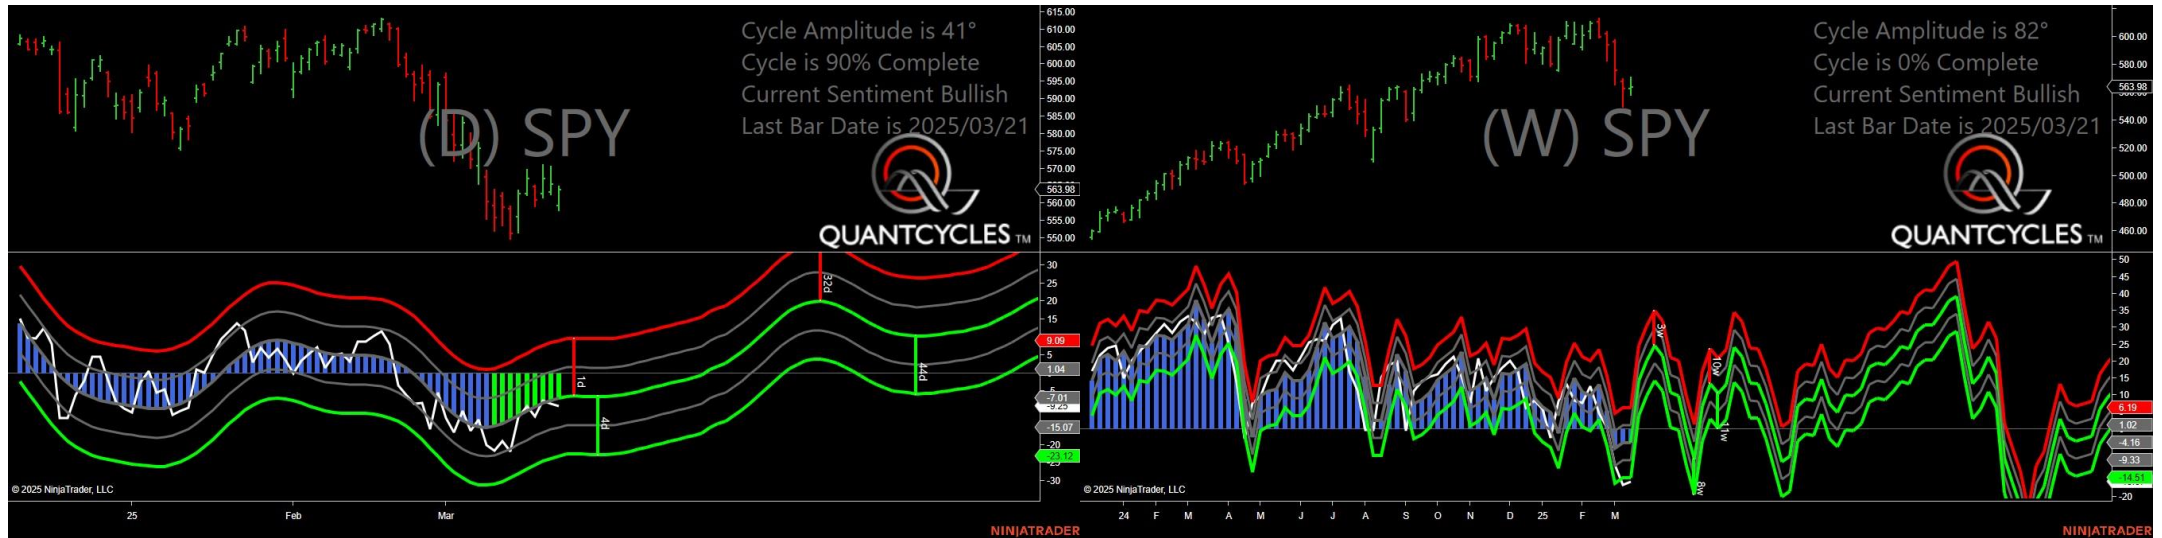 Cycle Amplitude is 41°
Cycle is 90% Complete
Current Sentiment Bullish
Last Bar Date is 2025/03/21
(D) SPY
QUANTCYCLES TM
615.00
610.00
605.00
600.00
595.00
590.00
585.00
580.00
575.00
570.00
563.98
560.00
555.00
550.00
32d
1d
4d
44d
30
25
20
15
9.09
5
1.04
-7.01
-9.25
-15.07
-20
-23.12
-30
© 2025 NinjaTrader, LLC
25
Feb
Mar
NINJATRADER
Cycle Amplitude is 82°
Cycle is 0% Complete
Current Sentiment Bullish
Last Bar Date is 2025/03/21
(W) SPY
QUANTCYCLES TM
600.00
580.00
563.98
540.00
520.00
500.00
480.00
460.00
3w
10w
11w
8w
50
45
40
35
30
25
20
15
10
6.19
1.02
-4.16
-9.33
-14.51
-20
© 2025 NinjaTrader, LLC
24 F M A M J J A S O N D 25 F M
NINJATRADER